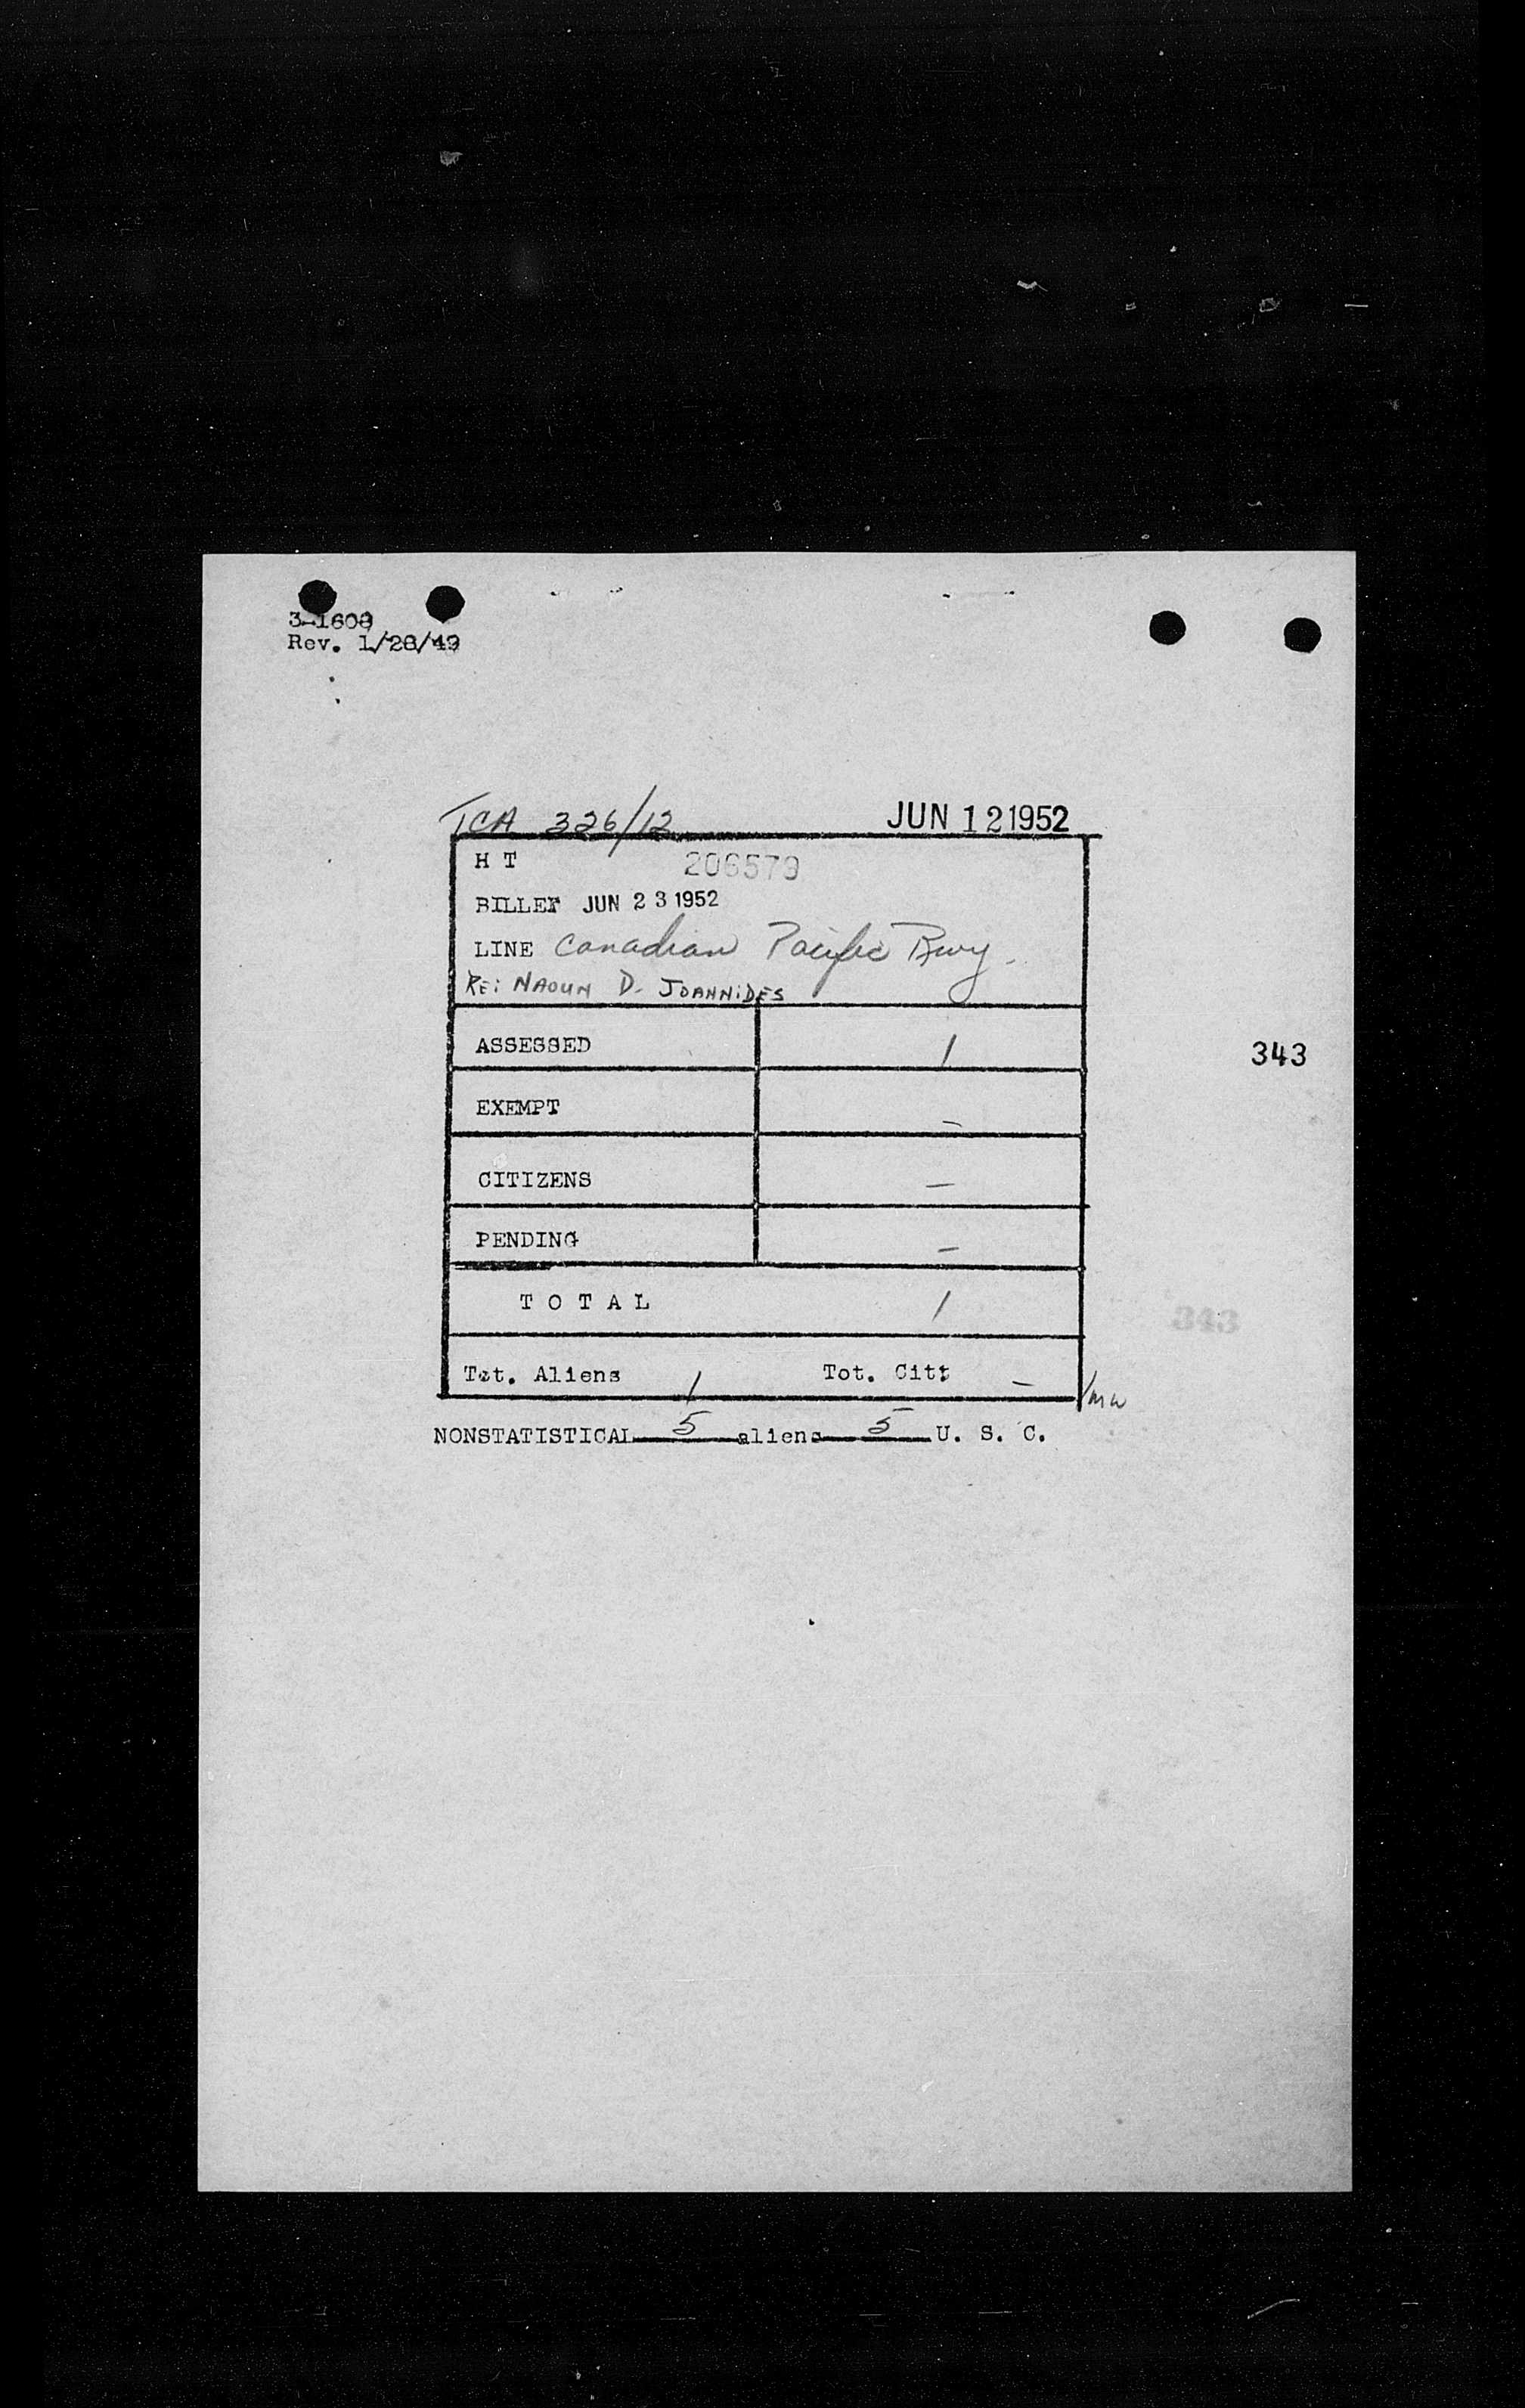 3-1608
Rev. 1/28/49
TCA 326/12 JUN 12 1952
H T 206579
BILLET JUN 23 1952
LINE Canadian Pacific Rwy.
RE: NAOUM D. JOANNIDES
ASSESSED 1
343
EXEMPT -
CITIZENS -
PENDING -
T O T A L 1
343
Tot. Aliens 1 Tot. Citz -
/mw
NONSTATISTICAL 5 aliens 5 U. S. C.